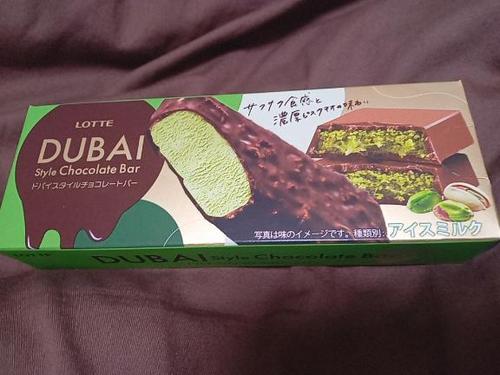 LOTTE
DUBAI
Style Chocolate Bar
ドバイスタイルチョコレートバー
サクサク食感と
濃厚ピスタチオの味わい
写真は味のイメージです。種類別:アイスミルク
LOTTE
DUBAI Style Chocolate Bar